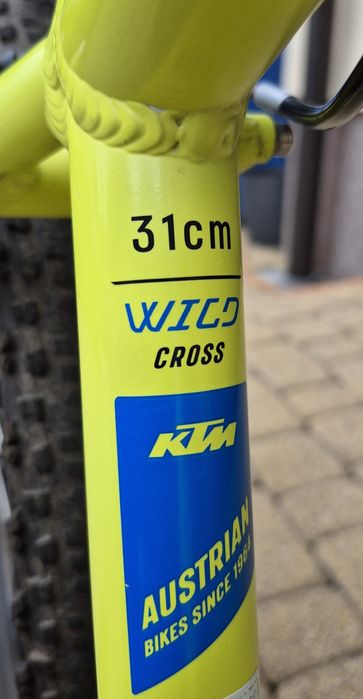 31cm
WILD
CROSS
KTM
AUSTRIAN
BIKES SINCE 1964